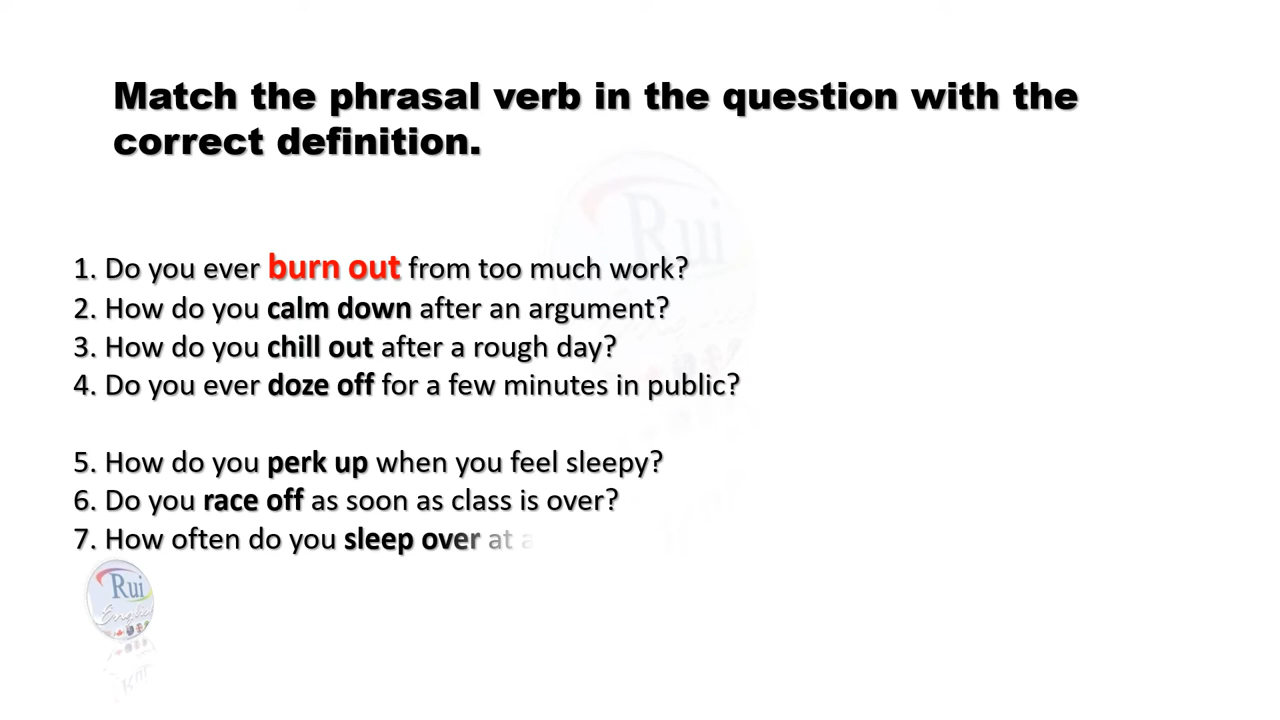 Match the phrasal verb in the question with the
correct definition.
Rui
1. Do you ever burn out from too much work?
2. How do you calm down after an argument?
3. How do you chill out after a rough day?
4. Do you ever doze off for a few minutes in public?
5. How do you perk up when you feel sleepy?
6. Do you race off as soon as class is over?
7. How often do you sleep over at a
Rui
English